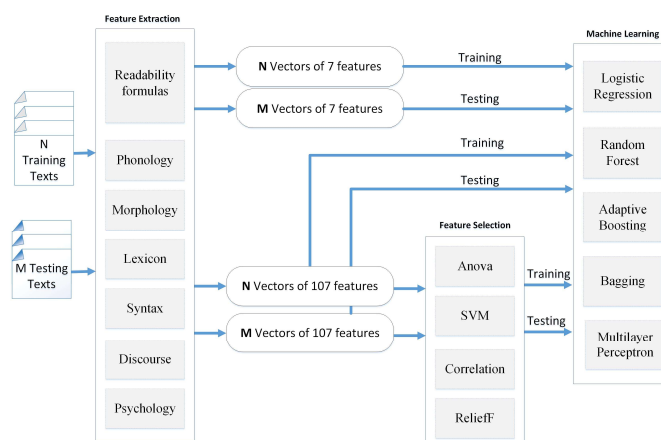 Feature Extraction
Machine Learning
Readability
formulas
N Vectors of 7 features
Training
M Vectors of 7 features
Testing
Logistic
Regression
N
Training
Texts
Phonology
Training
Random
Forest
Testing
Morphology
Adaptive
Boosting
M Testing
Texts
Lexicon
Feature Selection
Anova
N Vectors of 107 features
Training
Bagging
Syntax
SVM
M Vectors of 107 features
Testing
Multilayer
Perceptron
Discourse
Correlation
Psychology
ReliefF